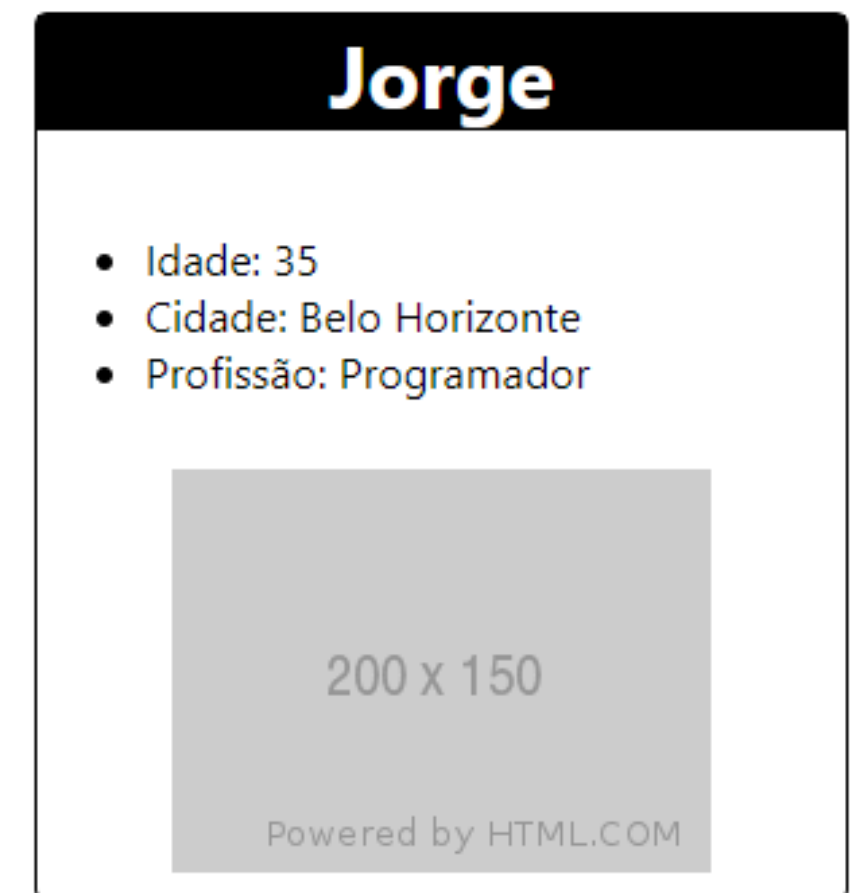 Jorge
Idade: 35
Cidade: Belo Horizonte
Profissão: Programador
200 x 150
Powered by HTML.COM